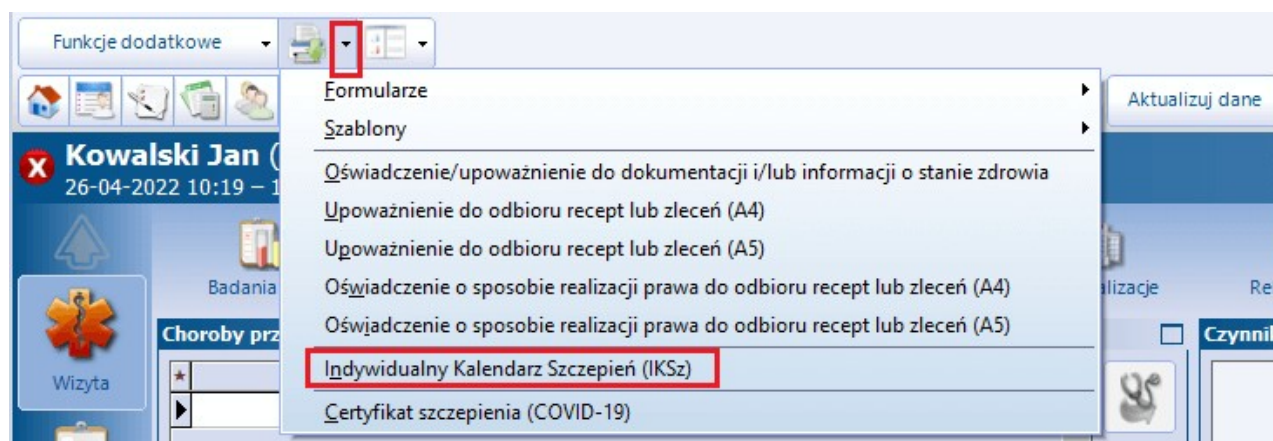 Funkcje dodatkowe
Formularze
Szablony
Aktualizuj dane
Kowalski Jan (
26-04-2022 10:19 – 1
Oświadczenie/upoważnienie do dokumentacji i/lub informacji o stanie zdrowia
Upoważnienie do odbioru recept lub zleceń (A4)
Upoważnienie do odbioru recept lub zleceń (A5)
Badania
Oświadczenie o sposobie realizacji prawa do odbioru recept lub zleceń (A4)
alizacje
Re
Choroby prz
Oświadczenie o sposobie realizacji prawa do odbioru recept lub zleceń (A5)
Czynnil
Wizyta
Indywidualny Kalendarz Szczepień (IKSz)
Certyfikat szczepienia (COVID-19)